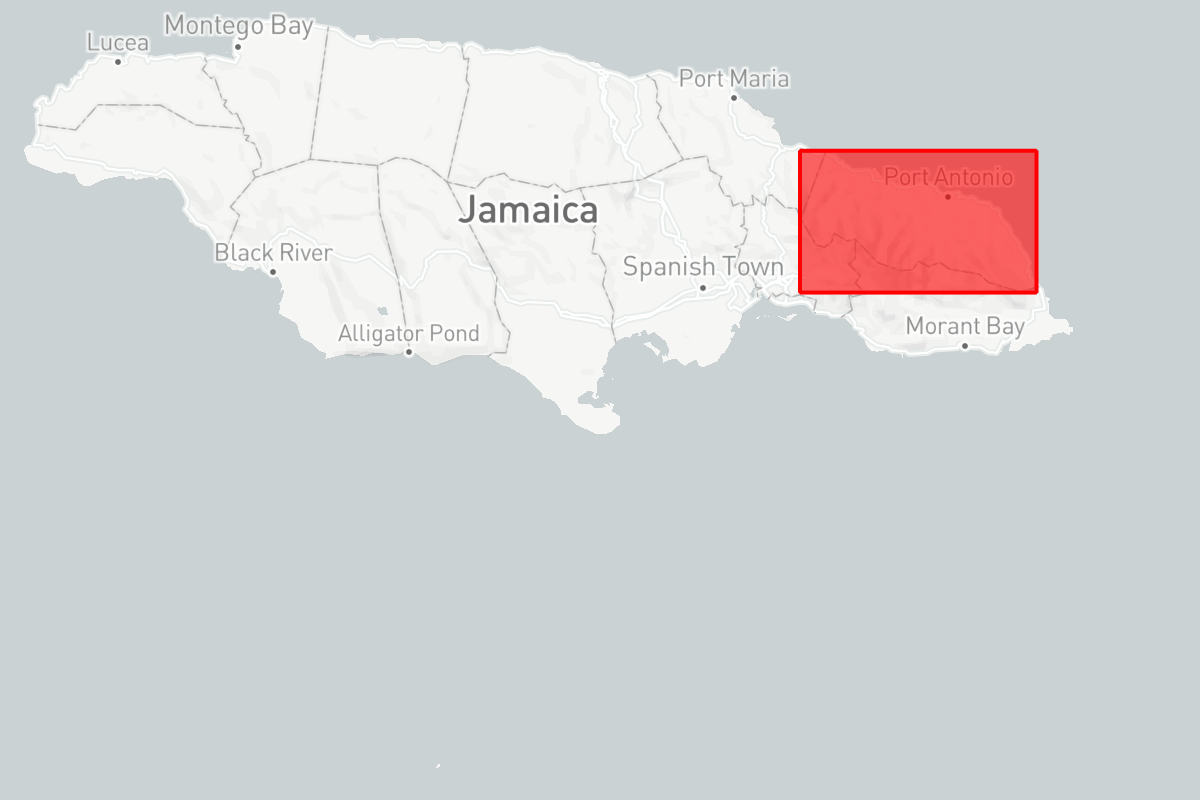 Montego Bay
Lucea
Port Maria
Port Antonio
Jamaica
Black River
Spanish Town
Morant Bay
Alligator Pond